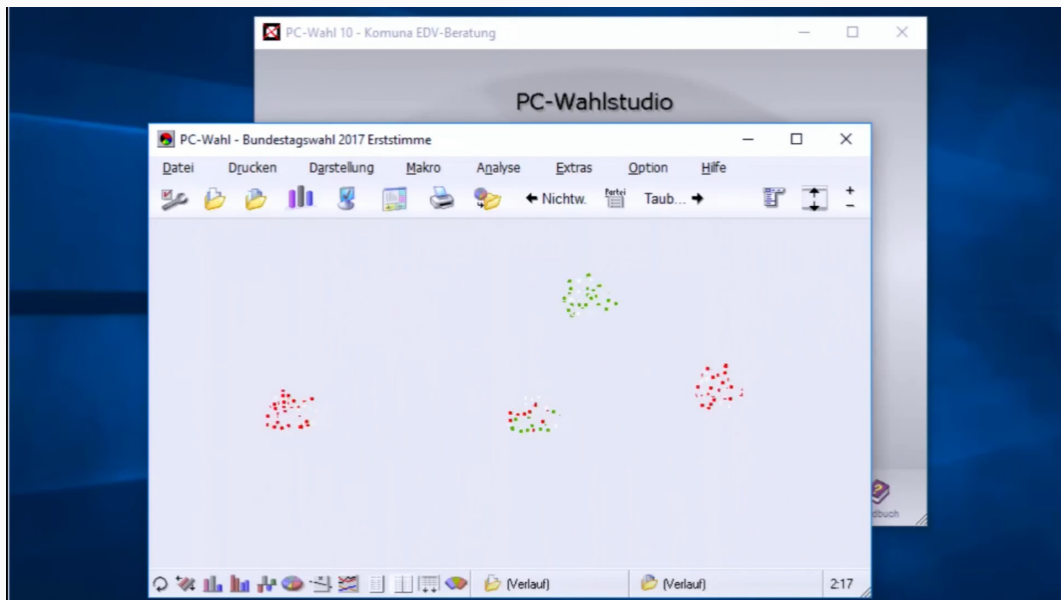 PC-Wahl 10 - Komuna EDV-Beratung
PC-Wahlstudio
PC-Wahl - Bundestagswahl 2017 Erststimme
Datei Drucken Darstellung Makro Analyse Extras Option Hilfe
Nichtw. Partei Taub...
dbuch
(Verlauf) (Verlauf) 2:17